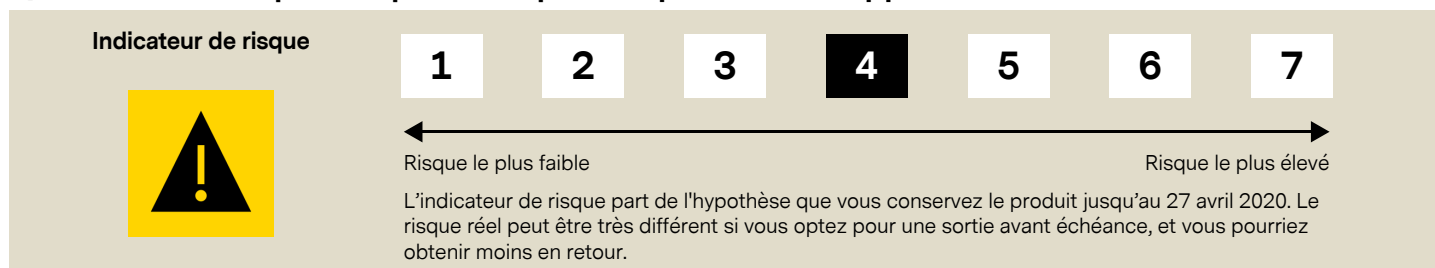 Indicateur de risque
1 2 3 4 5 6 7
Risque le plus faible Risque le plus élevé
L’indicateur de risque part de l'hypothèse que vous conservez le produit jusqu’au 27 avril 2020. Le
risque réel peut être très différent si vous optez pour une sortie avant échéance, et vous pourriez
obtenir moins en retour.